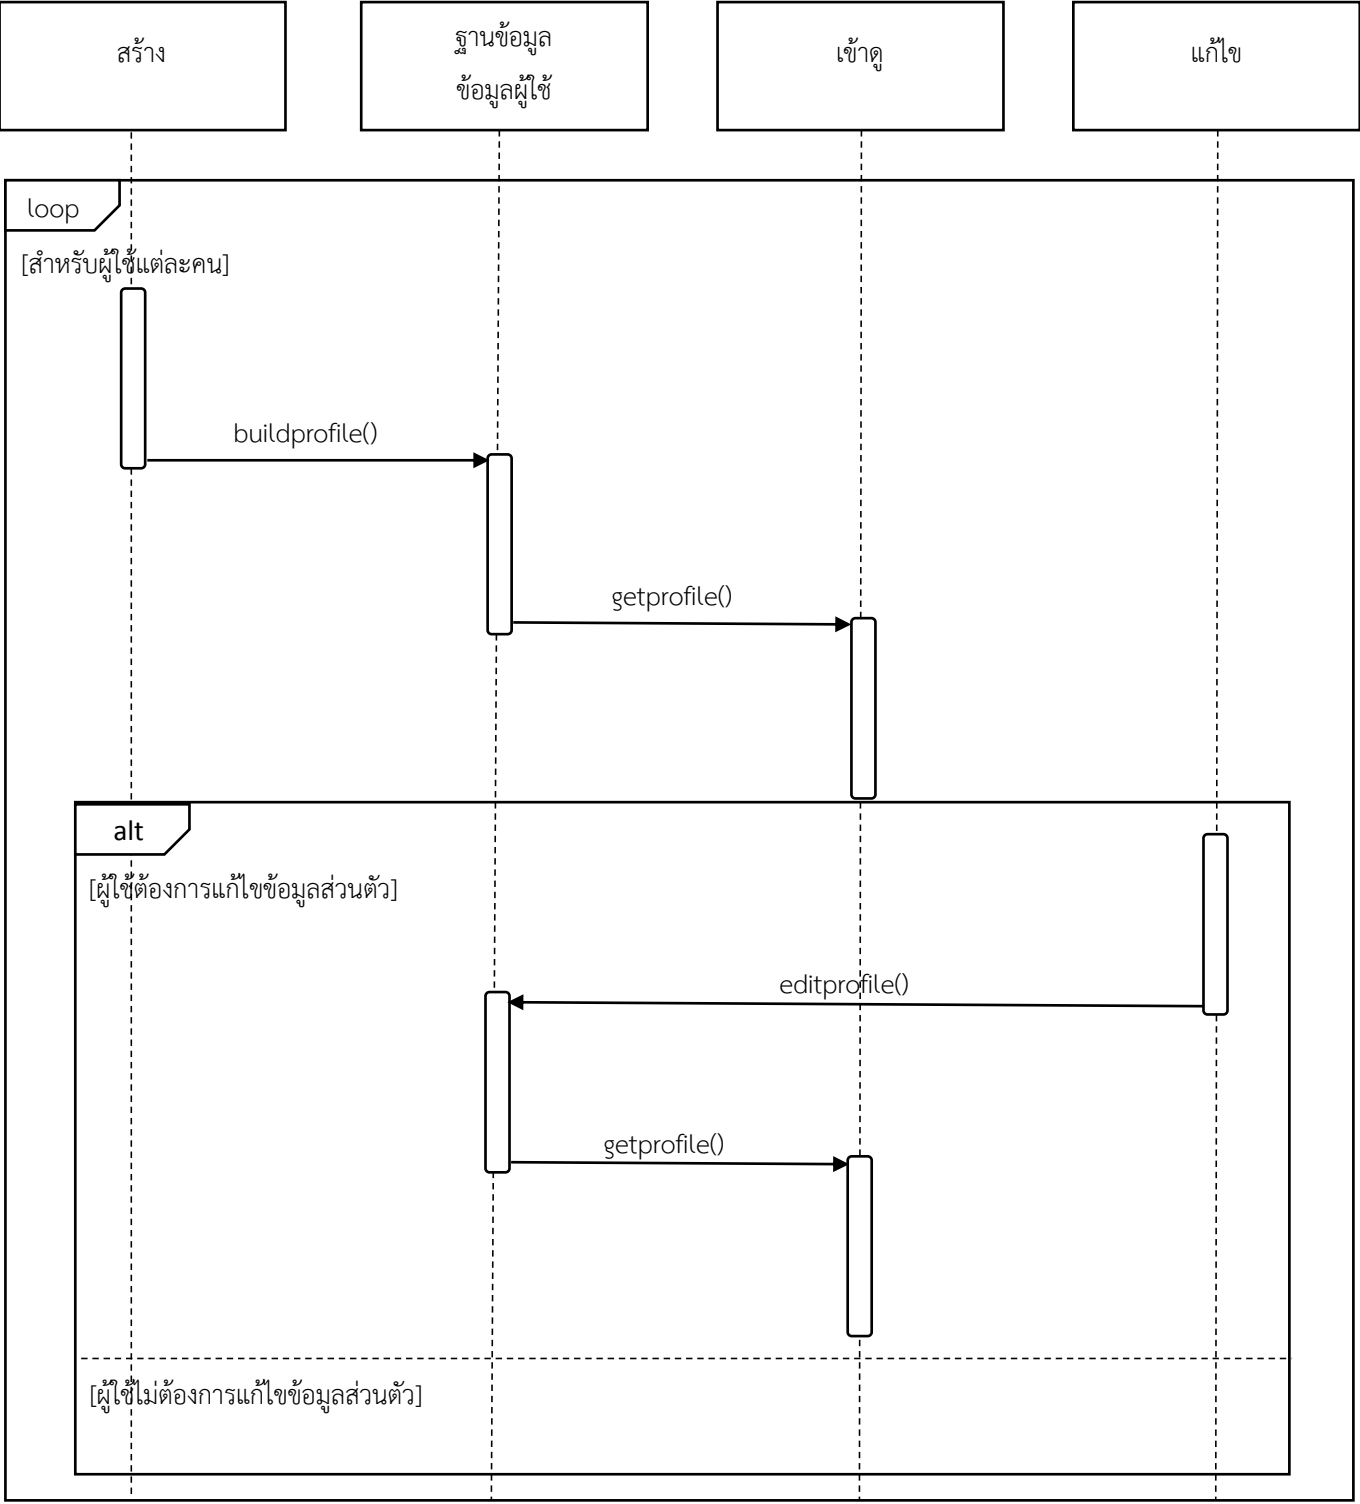 สร้าง
ฐานข้อมูล
ข้อมูลผู้ใช้
เข้าดู
แก้ไข
loop
[สำหรับผู้ใช้แต่ละคน]
buildprofile()
getprofile()
alt
[ผู้ใช้ต้องการแก้ไขข้อมูลส่วนตัว]
editprofile()
getprofile()
[ผู้ใช้ไม่ต้องการแก้ไขข้อมูลส่วนตัว]